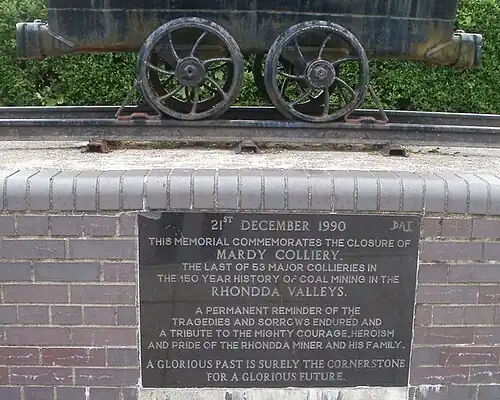 21ST DECEMBER 1990
DAT
THIS MEMORIAL COMMEMORATES THE CLOSURE OF
MARDY COLLIERY.
THE LAST OF 53 MAJOR COLLIERIES IN
THE 150 YEAR HISTORY OF COAL MINING IN THE
RHONDDA VALLEYS.
A PERMANENT REMINDER OF THE
TRAGEDIES AND SORROWS ENDURED AND
A TRIBUTE TO THE MIGHTY COURAGE, HEROISM
AND PRIDE OF THE RHONDDA MINER AND HIS FAMILY.
A GLORIOUS PAST IS SURELY THE CORNERSTONE
FOR A GLORIOUS FUTURE.